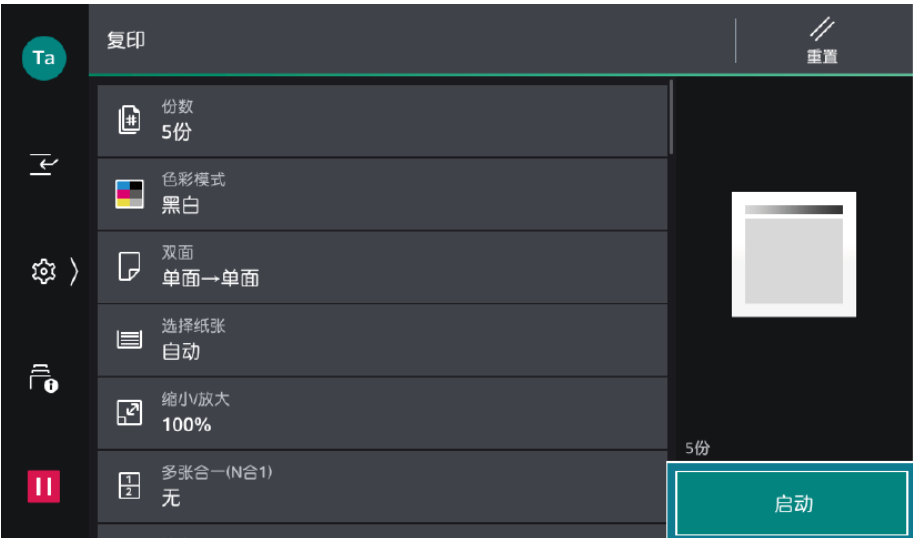 Ta
复印
重置
份数
5份
色彩模式
黑白
双面
单面→单面
选择纸张
自动
缩小/放大
100%
多张合一(N合1)
1
2
无
5份
启动